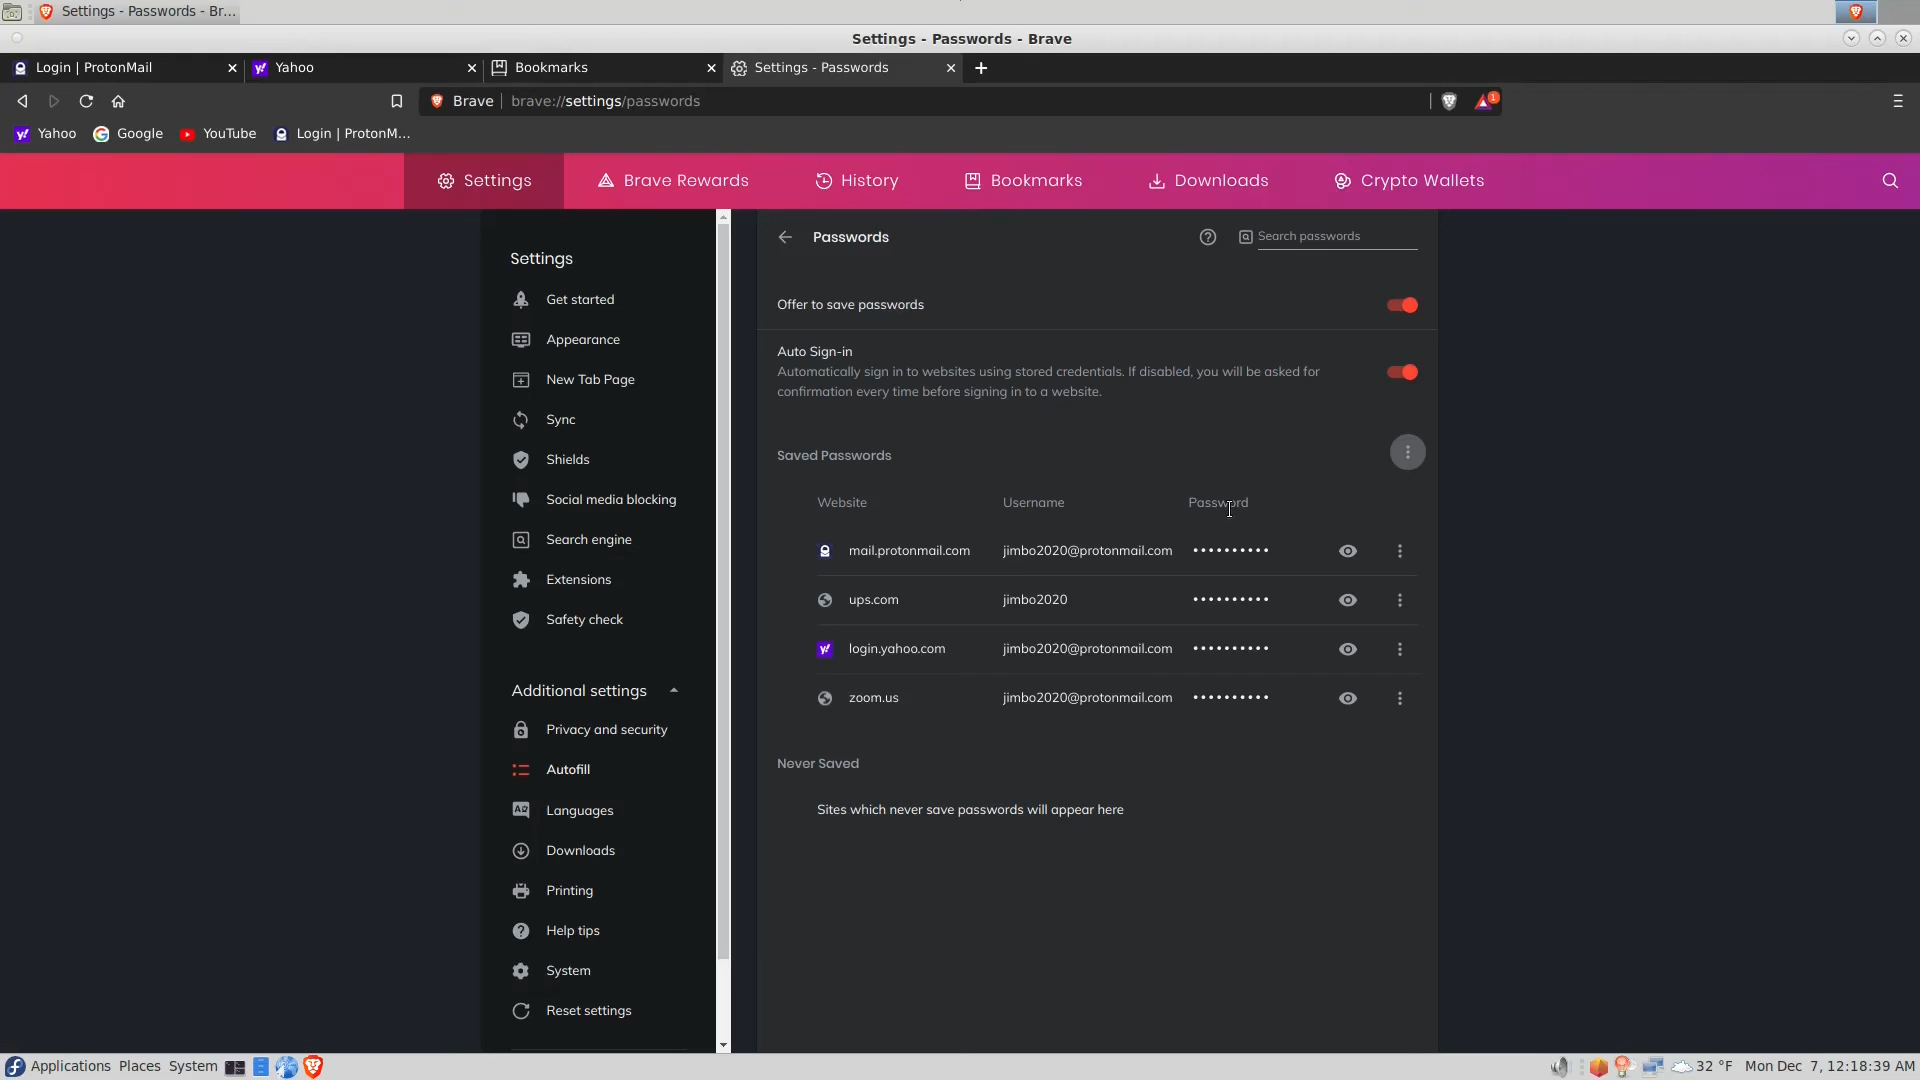 Settings - Passwords - Br...
Settings - Passwords - Brave
Login | ProtonMail
Yahoo
Bookmarks
Settings - Passwords
Brave
brave://settings/passwords
1
Yahoo
Google
YouTube
Login | ProtonM...
Settings
Brave Rewards
History
Bookmarks
Downloads
Crypto Wallets
Settings
Get started
Appearance
New Tab Page
Sync
Shields
Social media blocking
Search engine
Extensions
Safety check
Additional settings
Privacy and security
Autofill
Languages
Downloads
Printing
Help tips
System
Reset settings
Passwords
Search passwords
Offer to save passwords
Auto Sign-in
Automatically sign in to websites using stored credentials. If disabled, you will be asked for
confirmation every time before signing in to a website.
Saved Passwords
Website Username Password
mail.protonmail.com jimbo2020@protonmail.com ••••••••••
ups.com jimbo2020 ••••••••••
login.yahoo.com jimbo2020@protonmail.com ••••••••••
zoom.us jimbo2020@protonmail.com ••••••••••
Never Saved
Sites which never save passwords will appear here
Applications Places System
32 °F Mon Dec 7, 12:18:39 AM